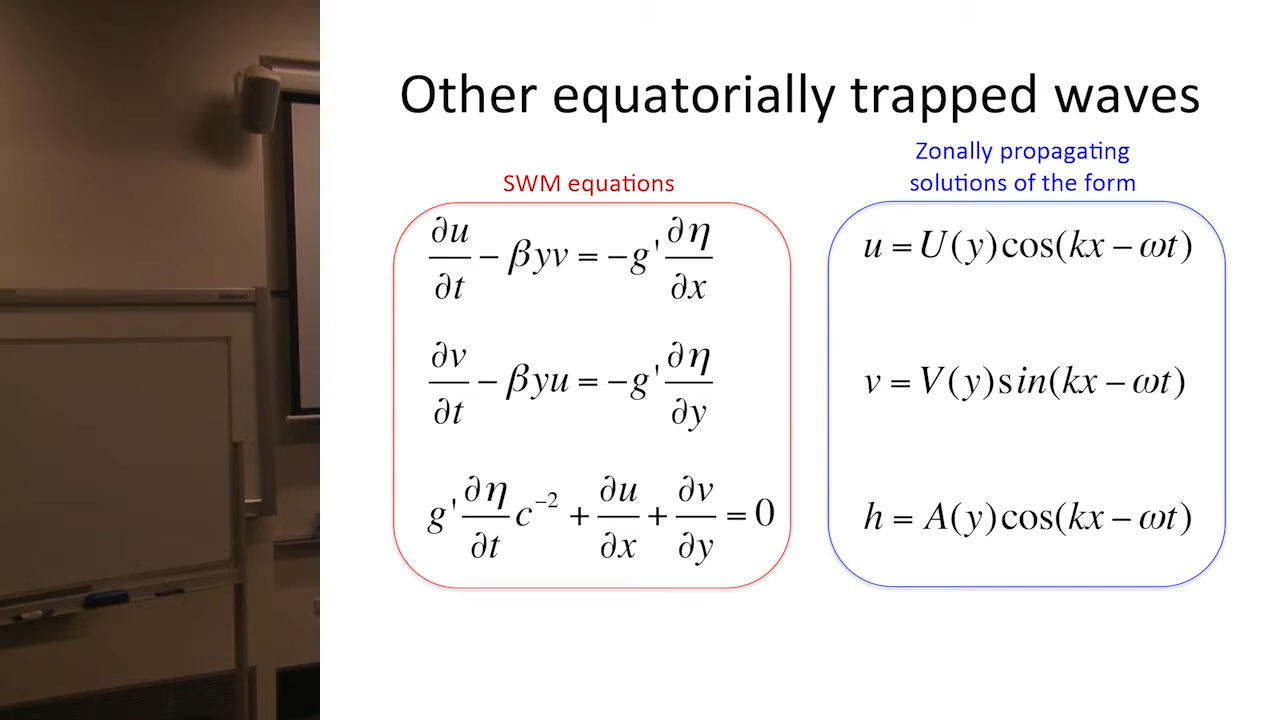 Other equatorially trapped waves
SWM equations
∂u/∂t − βyv = −g'∂η/∂x
∂v/∂t − βyu = −g'∂η/∂y
g'∂η/∂t c⁻² + ∂u/∂x + ∂v/∂y = 0
Zonally propagating
solutions of the form
u = U(y)cos(kx − ωt)
v = V(y)sin(kx − ωt)
h = A(y)cos(kx − ωt)